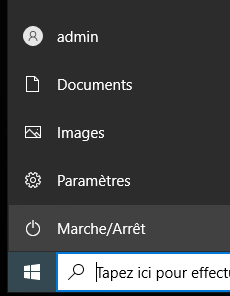 admin
Documents
Images
Paramètres
Marche/Arrêt
Tapez ici pour effectu